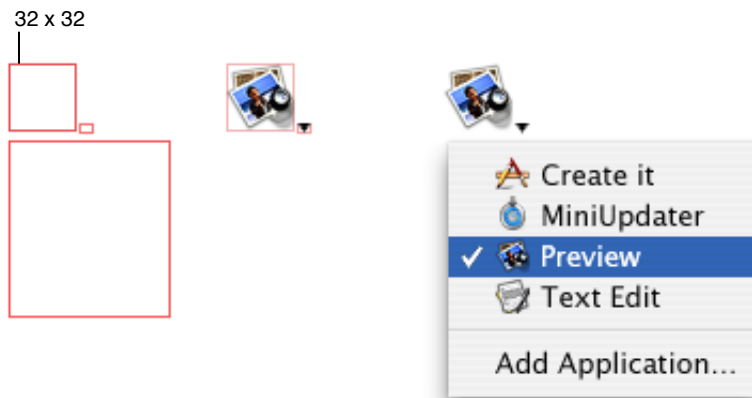 32 x 32
Create it
MiniUpdater
Preview
Text Edit
Add Application...